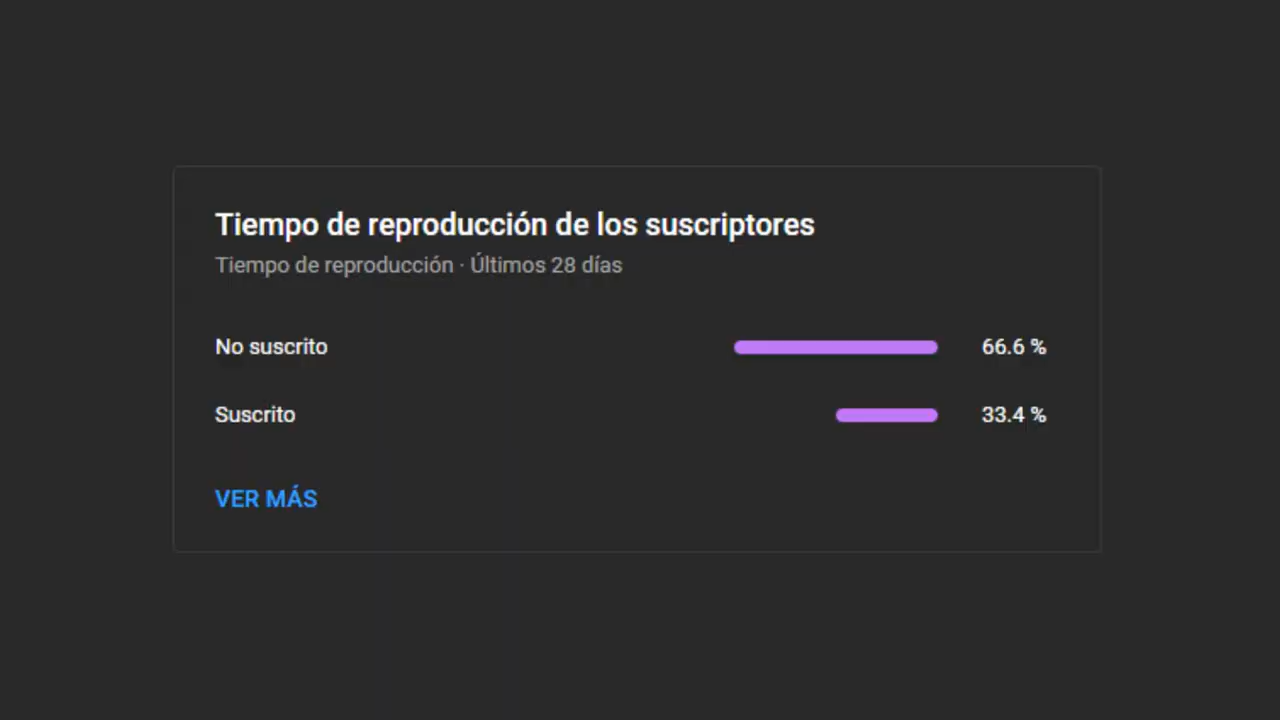 Tiempo de reproducción de los suscriptores
Tiempo de reproducción · Últimos 28 días
No suscrito 66.6 %
Suscrito 33.4 %
VER MÁS